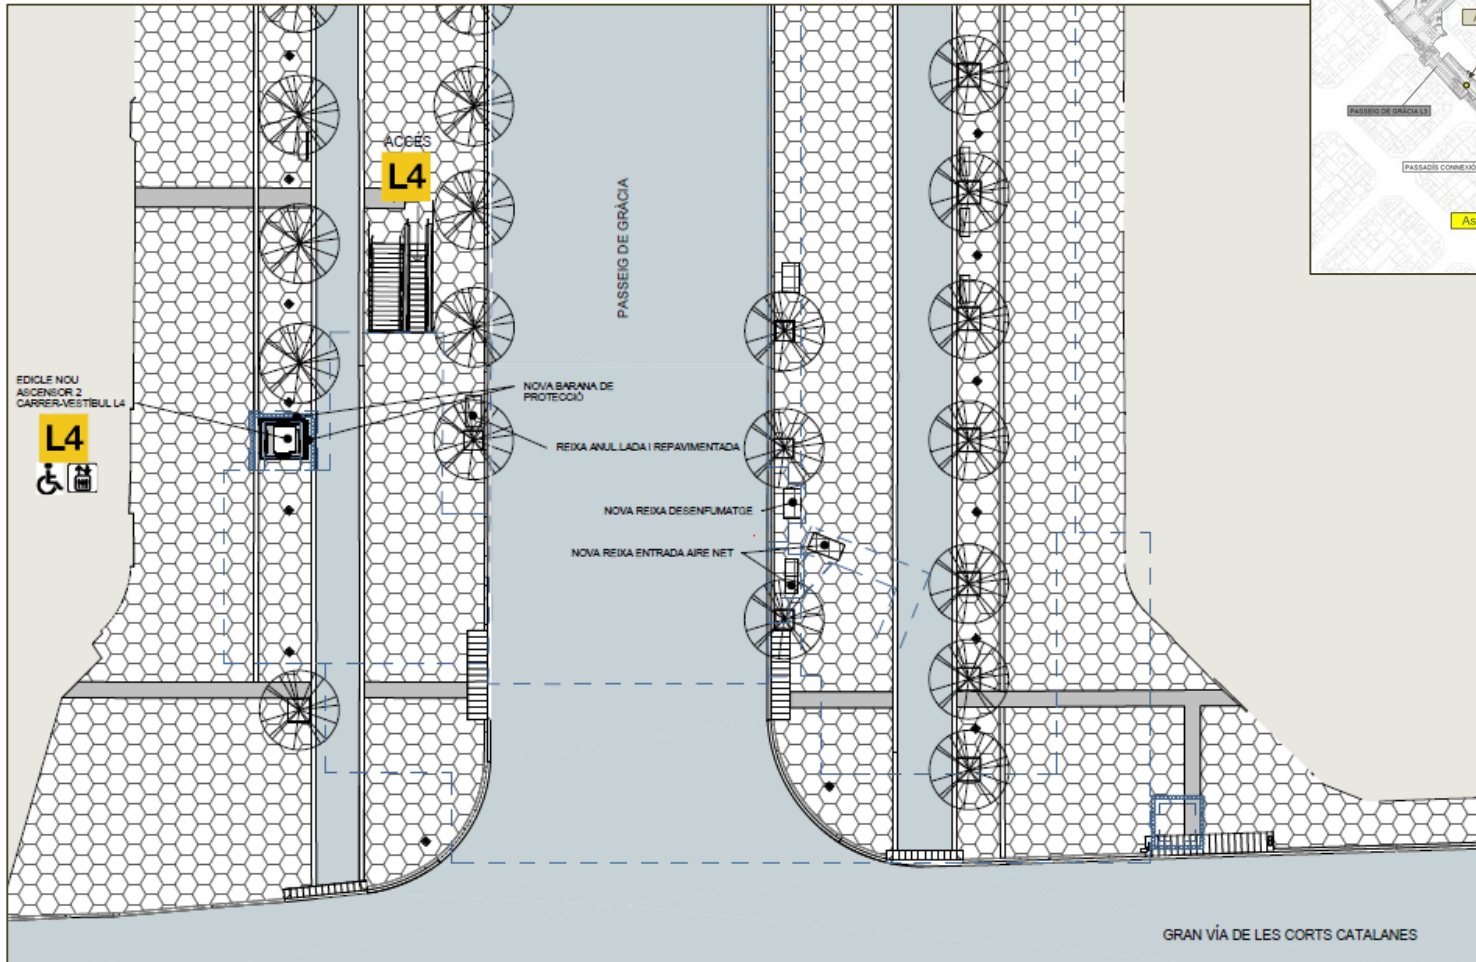 ACCÉS
L4
PASSEIG DE GRÀCIA
EDICLE NOU
ASCENSOR 2
CARRER-VESTÍBUL L4
L4
NOVA BARANA DE
PROTECCIÓ
REIXA ANUL.LADA I REPAVIMENTADA
NOVA REIXA DESENFUMATGE
NOVA REIXA ENTRADA AIRE NET
GRAN VÍA DE LES CORTS CATALANES
PASSEIG DE GRÀCIA L3
PASSADÍS CONNEXIÓ
As